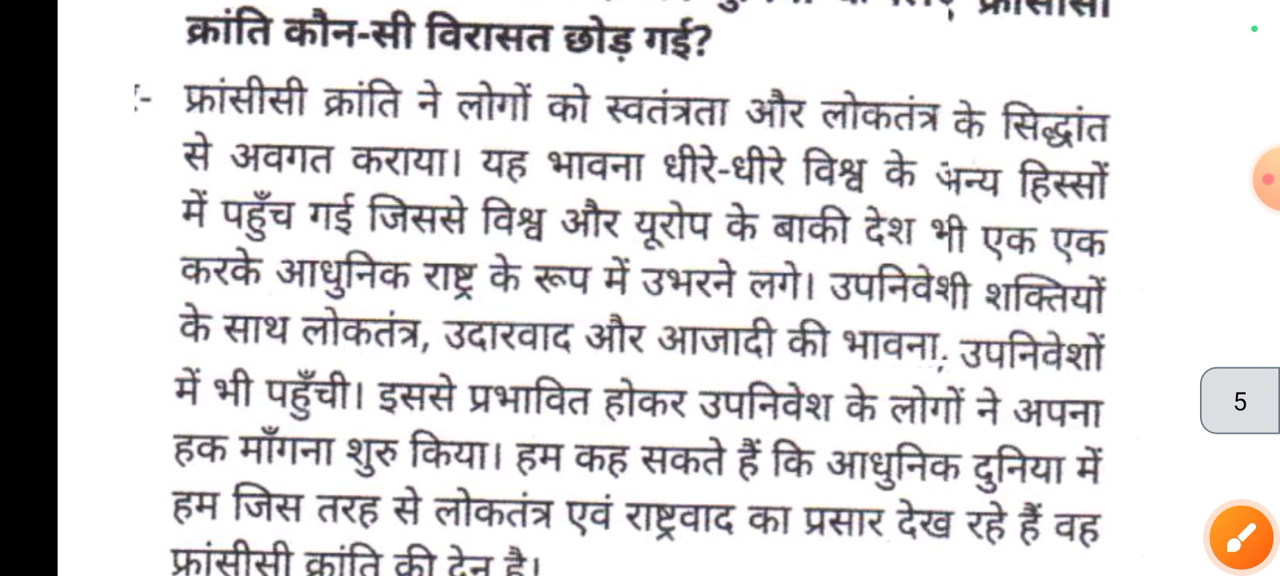 फ्रांसीसी
क्रांति कौन-सी विरासत छोड़ गई?
:- फ्रांसीसी क्रांति ने लोगों को स्वतंत्रता और लोकतंत्र के सिद्धांत
से अवगत कराया। यह भावना धीरे-धीरे विश्व के अन्य हिस्सों
में पहुँच गई जिससे विश्व और यूरोप के बाकी देश भी एक एक
करके आधुनिक राष्ट्र के रूप में उभरने लगे। उपनिवेशी शक्तियों
के साथ लोकतंत्र, उदारवाद और आजादी की भावना, उपनिवेशों
में भी पहुँची। इससे प्रभावित होकर उपनिवेश के लोगों ने अपना
हक माँगना शुरु किया। हम कह सकते हैं कि आधुनिक दुनिया में
हम जिस तरह से लोकतंत्र एवं राष्ट्रवाद का प्रसार देख रहे हैं वह
फ्रांसीसी क्रांति की देन है।
5